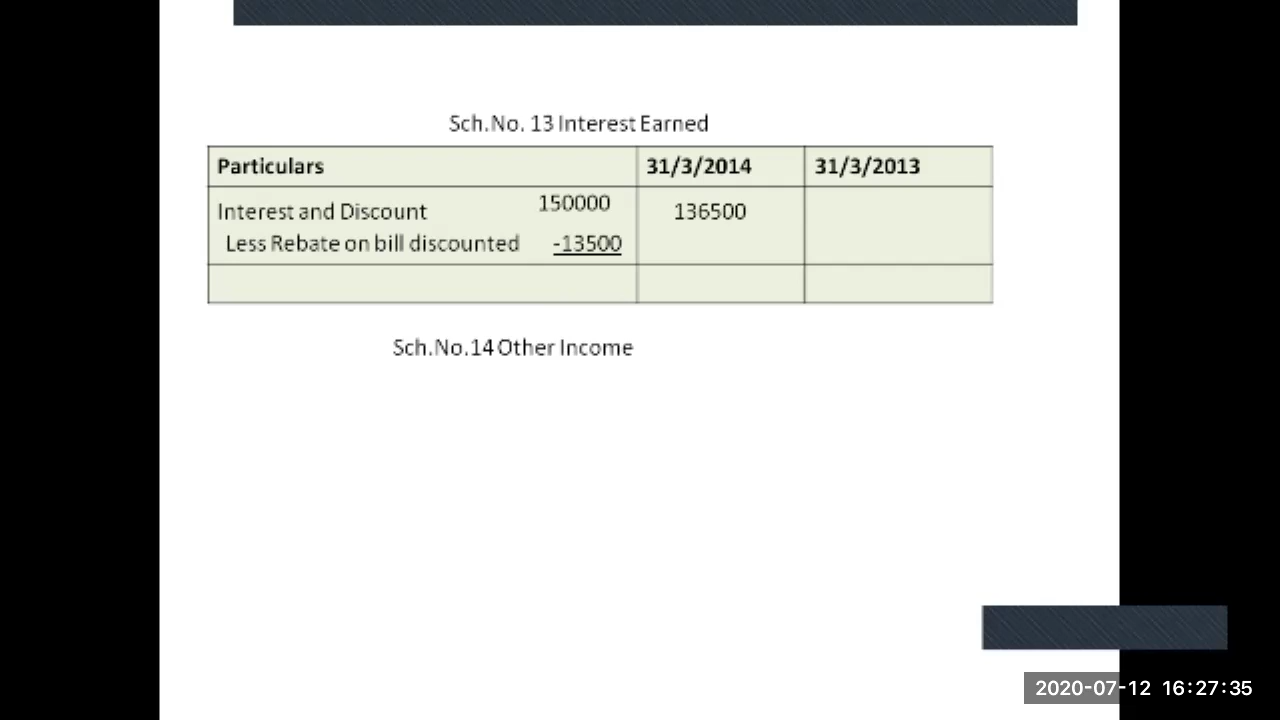 Sch.No. 13 Interest Earned
Particulars 31/3/2014 31/3/2013
Interest and Discount 150000 136500
Less Rebate on bill discounted -13500
Sch.No.14 Other Income
2020-07-12 16:27:35